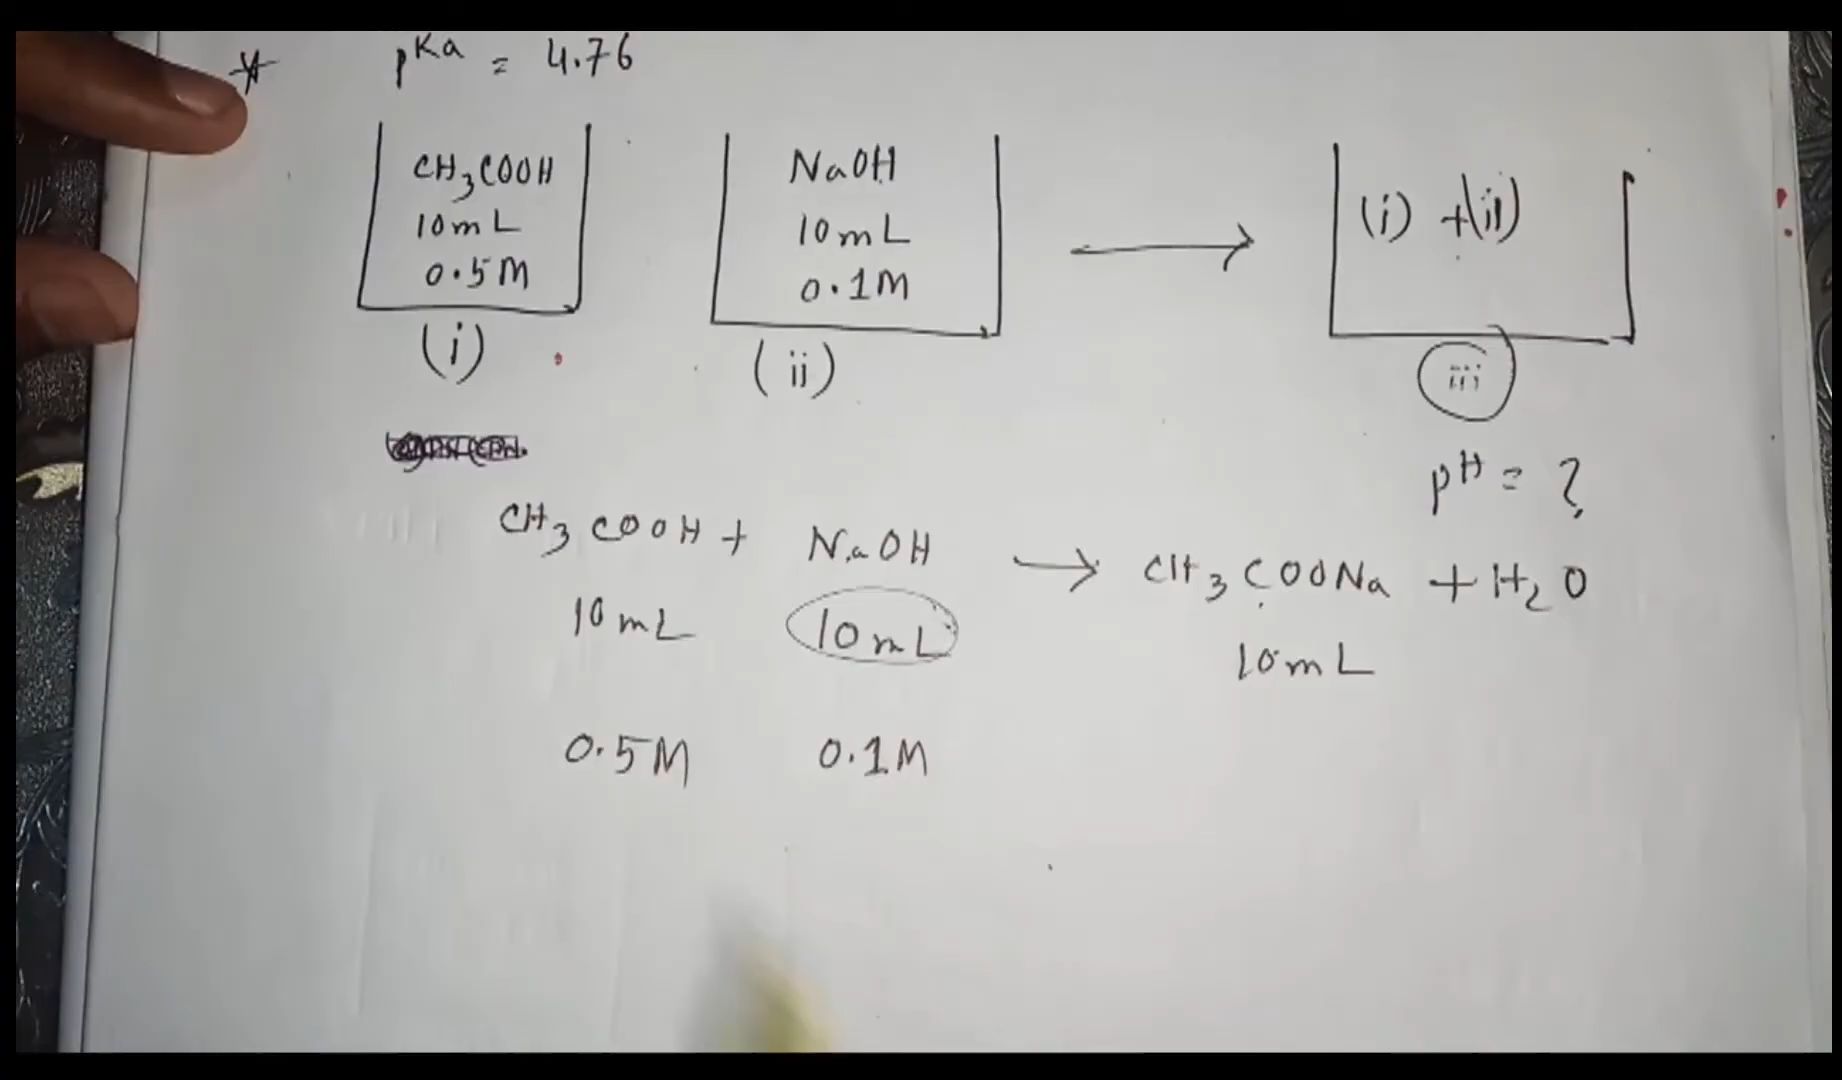 pKa = 4.76
CH3COOH
10mL
0.5M
(i)
NaOH
10mL
0.1M
(ii)
→
(i) + (ii)
iii
pH = ?
CH3COOH + NaOH → CH3COONa + H2O
10mL 10mL 10mL
0.5M 0.1M